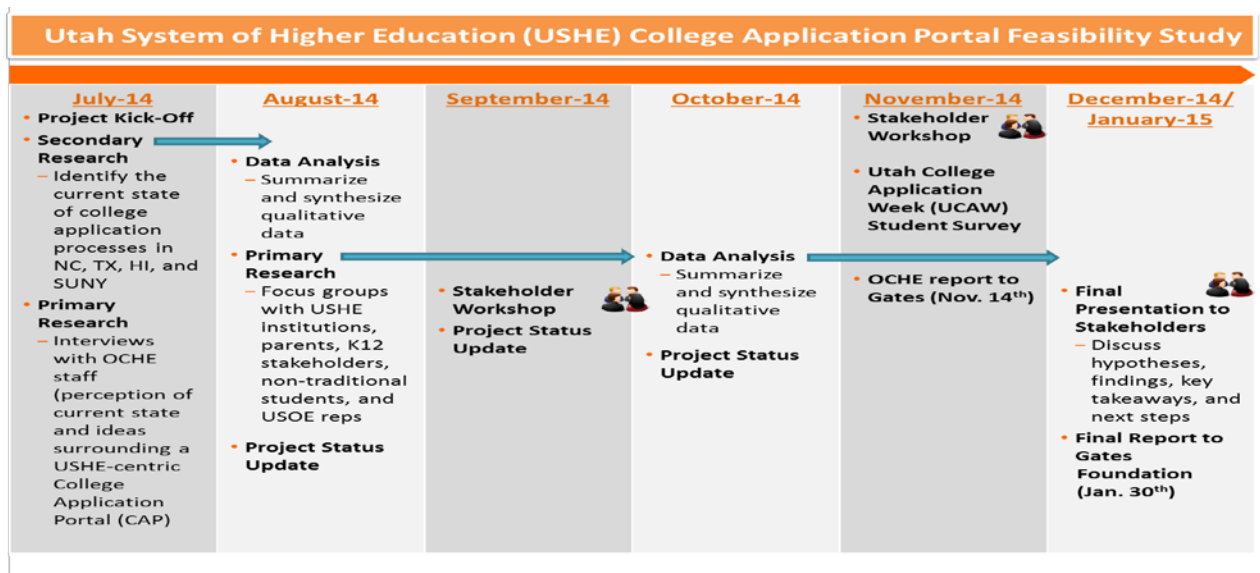 Utah System of Higher Education (USHE) College Application Portal Feasibility Study
July-14
• Project Kick-Off
• Secondary
Research
– Identify the
current state
of college
application
processes in
NC, TX, HI, and
SUNY
• Primary
Research
– Interviews
with OCHE
staff
(perception of
current state
and ideas
surrounding a
USHE-centric
College
Application
Portal (CAP)
August-14
• Data Analysis
– Summarize
and synthesize
qualitative
data
• Primary
Research
– Focus groups
with USHE
institutions,
parents, K12
stakeholders,
non-traditional
students, and
USOE reps
• Project Status
Update
September-14
• Stakeholder
Workshop
• Project Status
Update
October-14
• Data Analysis
– Summarize
and synthesize
qualitative
data
• Project Status
Update
November-14
• Stakeholder
Workshop
• Utah College
Application
Week (UCAW)
Student Survey
• OCHE report to
Gates (Nov. 14th)
December-14/
January-15
• Final
Presentation to
Stakeholders
– Discuss
hypotheses,
findings, key
takeaways, and
next steps
• Final Report to
Gates
Foundation
(Jan. 30th)